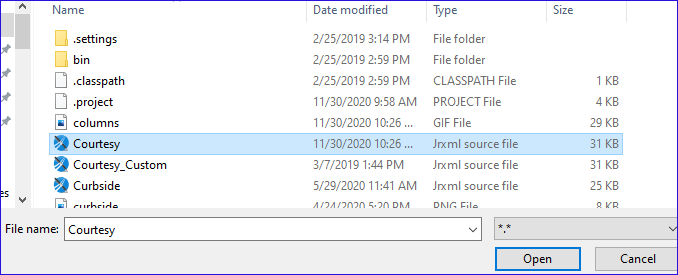 Name Date modified Type Size
.settings 2/25/2019 3:14 PM File folder
bin 2/25/2019 2:59 PM File folder
.classpath 2/25/2019 2:59 PM CLASSPATH File 1 KB
.project 11/30/2020 9:58 AM PROJECT File 4 KB
columns 11/30/2020 10:26 ... GIF File 29 KB
Courtesy 11/30/2020 10:26 ... Jrxml source file 31 KB
Courtesy_Custom 3/7/2019 1:44 PM Jrxml source file 31 KB
Curbside 5/29/2020 11:41 AM Jrxml source file 25 KB
curbside 4/24/2020 5:20 PM PNG File 8 KB
es
File name: Courtesy *.*
Open Cancel